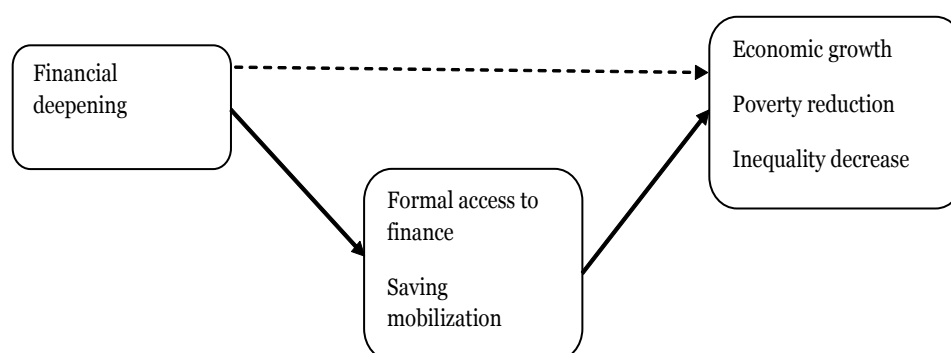 Financial
deepening
Economic growth
Poverty reduction
Inequality decrease
Formal access to
finance
Saving
mobilization